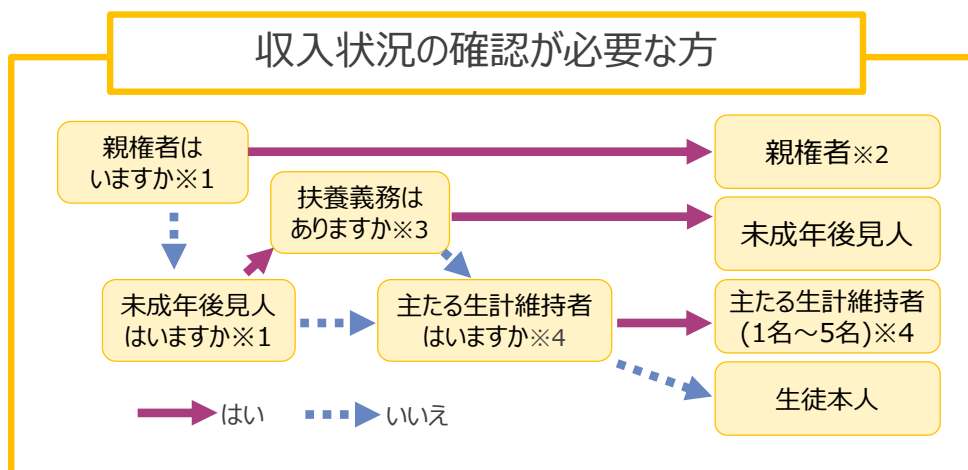 収入状況の確認が必要な方
親権者は
いますか※1
親権者※2
扶養義務は
ありますか※3
未成年後見人
未成年後見人
はいますか※1
主たる生計維持者
はいますか※4
主たる生計維持者
(1名～5名)※4
生徒本人
はい
いいえ